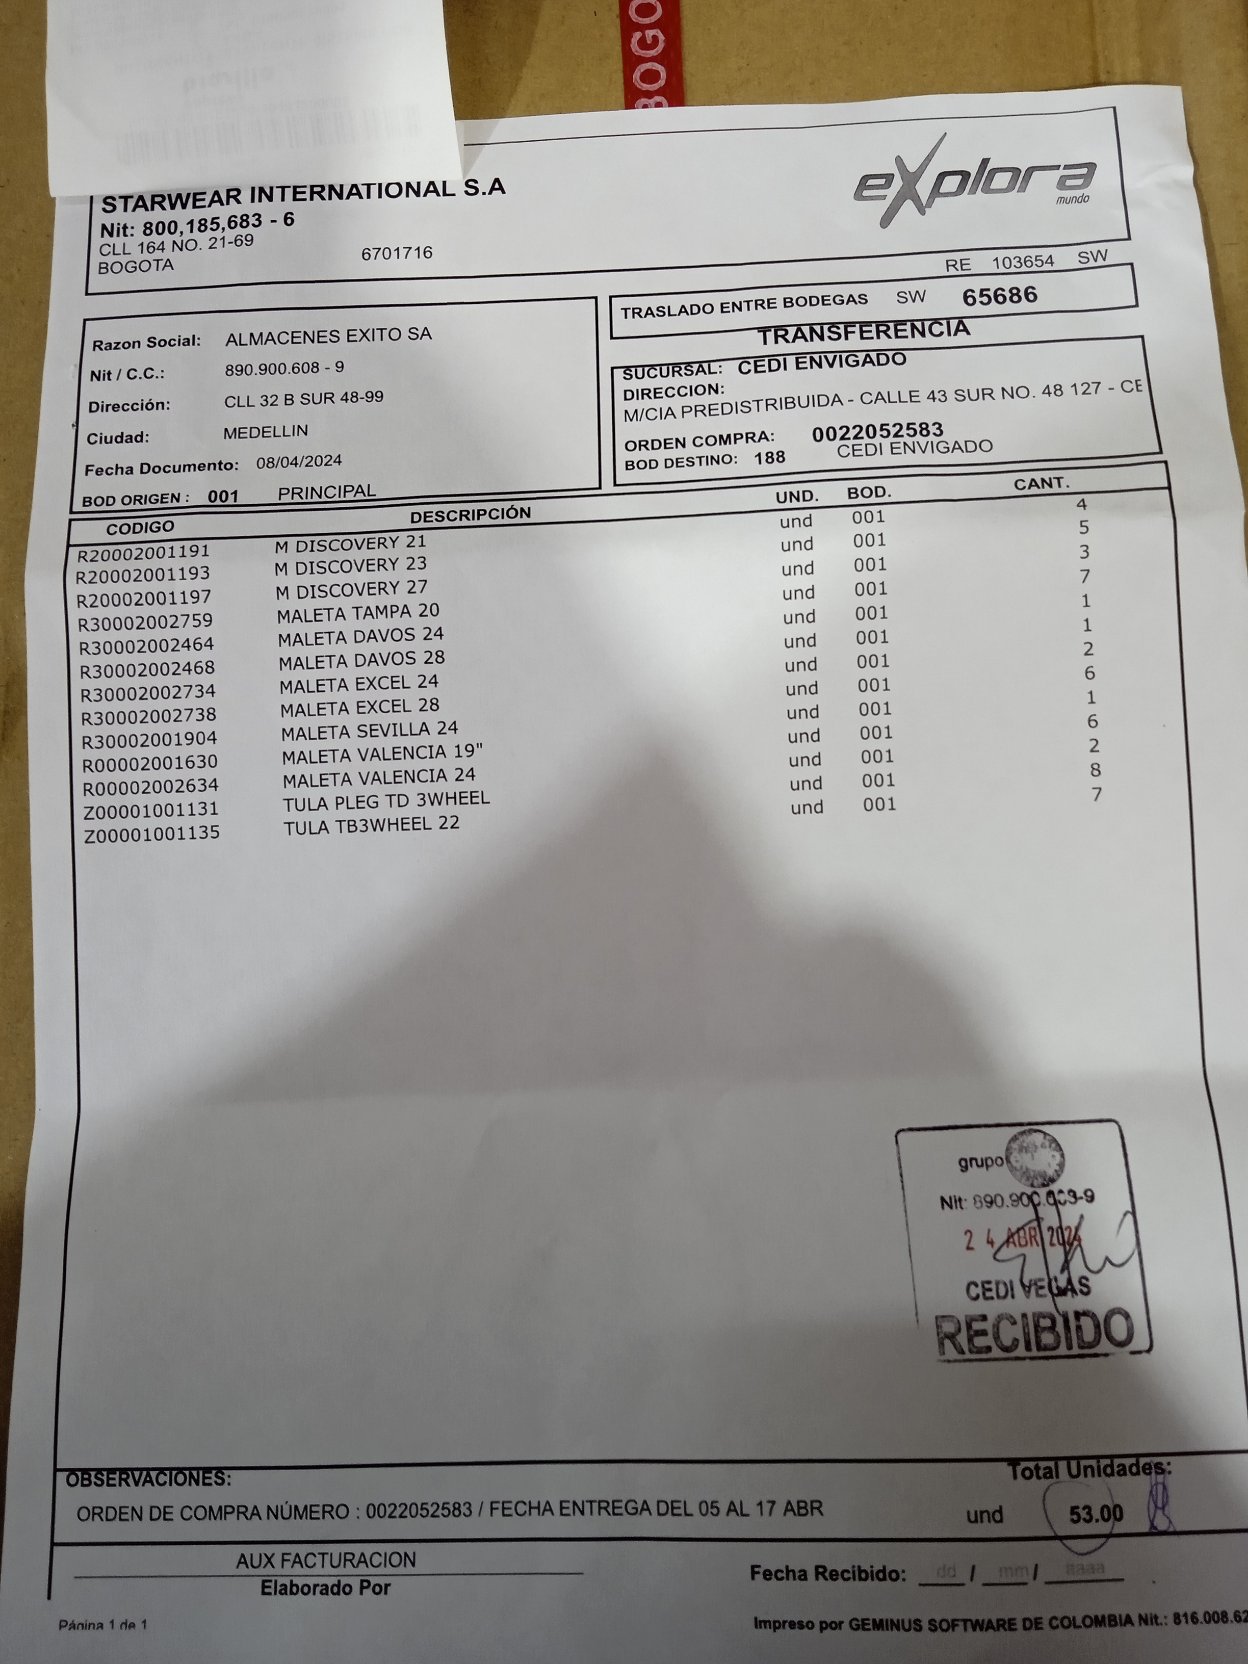 BOGO
STARWEAR INTERNATIONAL S.A
Nit: 800,185,683 - 6
CLL 164 NO. 21-69
BOGOTA 6701716
explora
mundo
RE 103654 SW
TRASLADO ENTRE BODEGAS SW 65686
TRANSFERENCIA
Razon Social: ALMACENES EXITO SA
Nit / C.C.: 890.900.608 - 9
Dirección: CLL 32 B SUR 48-99
Ciudad: MEDELLIN
Fecha Documento: 08/04/2024
BOD ORIGEN : 001 PRINCIPAL
SUCURSAL: CEDI ENVIGADO
DIRECCION:
M/CIA PREDISTRIBUIDA - CALLE 43 SUR NO. 48 127 - CE
ORDEN COMPRA: 0022052583
BOD DESTINO: 188 CEDI ENVIGADO
CODIGO DESCRIPCIÓN UND. BOD. CANT.
R20002001191 M DISCOVERY 21 und 001 4
R20002001193 M DISCOVERY 23 und 001 5
R20002001197 M DISCOVERY 27 und 001 3
R30002002759 MALETA TAMPA 20 und 001 7
R30002002464 MALETA DAVOS 24 und 001 1
R30002002468 MALETA DAVOS 28 und 001 1
R30002002734 MALETA EXCEL 24 und 001 2
R30002002738 MALETA EXCEL 28 und 001 6
R30002001904 MALETA SEVILLA 24 und 001 1
R00002001630 MALETA VALENCIA 19" und 001 6
R00002002634 MALETA VALENCIA 24 und 001 2
Z00001001131 TULA PLEG TD 3WHEEL und 001 8
Z00001001135 TULA TB3WHEEL 22 und 001 7
grupo
Nit: 890.900.
24 ABR 2024
CEDI VEGAS
RECIBIDO
OBSERVACIONES:
ORDEN DE COMPRA NÚMERO : 0022052583 / FECHA ENTREGA DEL 05 AL 17 ABR
Total Unidades:
und 53.00
AUX FACTURACION
Elaborado Por
Fecha Recibido: dd / mm / aaaa
Página 1 de 1
Impreso por GEMINUS SOFTWARE DE COLOMBIA Nit.: 816.008.62